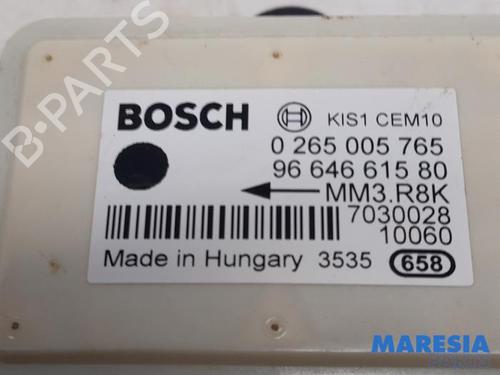 BOSCH KIS1 CEM10
0 265 005 765
96 646 615 80
MM3.R8K
7030028
10060
Made in Hungary 3535 658
B-PARTS
MARESIA